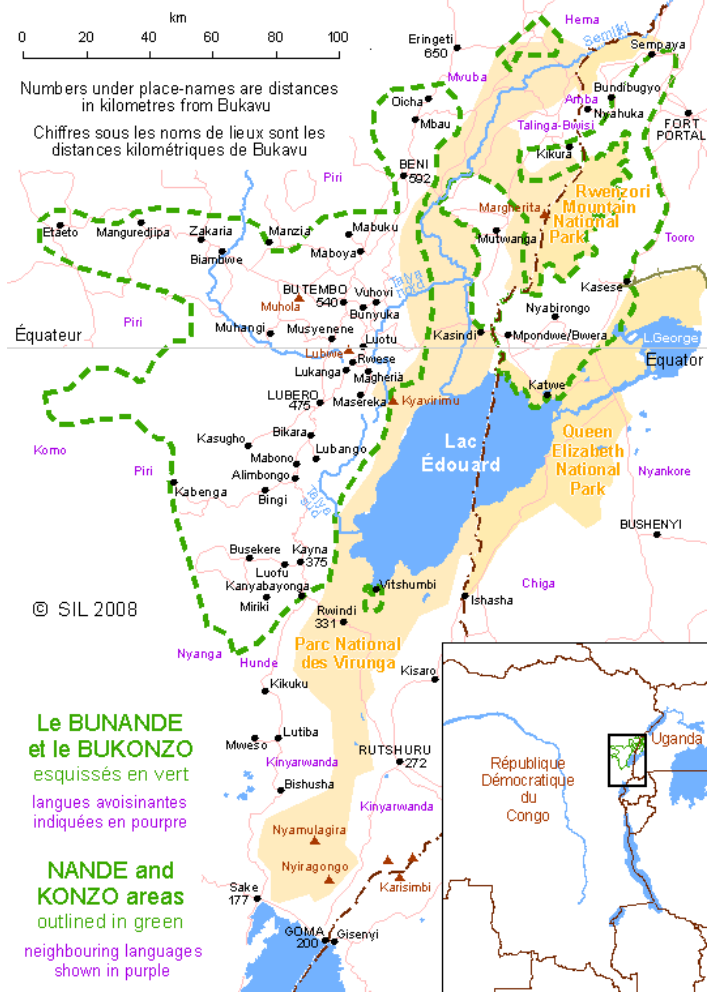 km
0 20 40 60 80 100
Numbers under place-names are distances
in kilometres from Bukavu
Chiffres sous les noms de lieux sont les
distances kilométriques de Bukavu
Hema
Eringeti
650
Semliki
Sempaya
Mvuba
Bundibugyo
Oicha
Amba
Nyahuka
Mbau
Talinga-Bwisi
FORT
PORTAL
Kikura
BENI
592
Piri
Rwenzori
Mountain
National
Park
Margherita
Etaeto
Manguredjipa
Zakaria
Manzia
Mabuku
Mutwanga
Tooro
Biambwe
Maboya
Talya
nord
Kasese
BUTEMBO
540
Vuhovi
Muhola
Bunyuka
Nyabirongo
Piri
Équateur
Muhangi
Musyenene
Luotu
Kasindi
Mpondwe/Bwera
L.George
Lubwe
Rwese
Equator
Lukanga
Magheria
Katwe
LUBERO
475
Masereka
Kyavirimu
Bikara
Lac
Édouard
Queen
Elizabeth
National
Park
Kasugho
Lubango
Komo
Mabono
Piri
Alimbongo
Nyankore
Kabenga
Bingi
Talya
sud
BUSHENYI
Busekere
Kayna
375
Luofu
Chiga
Kanyabayonga
Vitshumbi
© SIL 2008
Miriki
Ishasha
Rwindi
331
Parc National
des Virunga
Nyanga
Hunde
Kisaro
Kikuku
Le BUNANDE
et le BUKONZO
esquissés en vert
langues avoisinantes
indiquées en pourpre
Mweso
Lutiba
RUTSHURU
272
Kinyarwanda
Bishusha
Kinyarwanda
Uganda
République
Démocratique
du
Congo
Nyamulagira
NANDE and
KONZO areas
outlined in green
neighbouring languages
shown in purple
Nyiragongo
Karisimbi
Sake
177
GOMA
200
Gisenyi